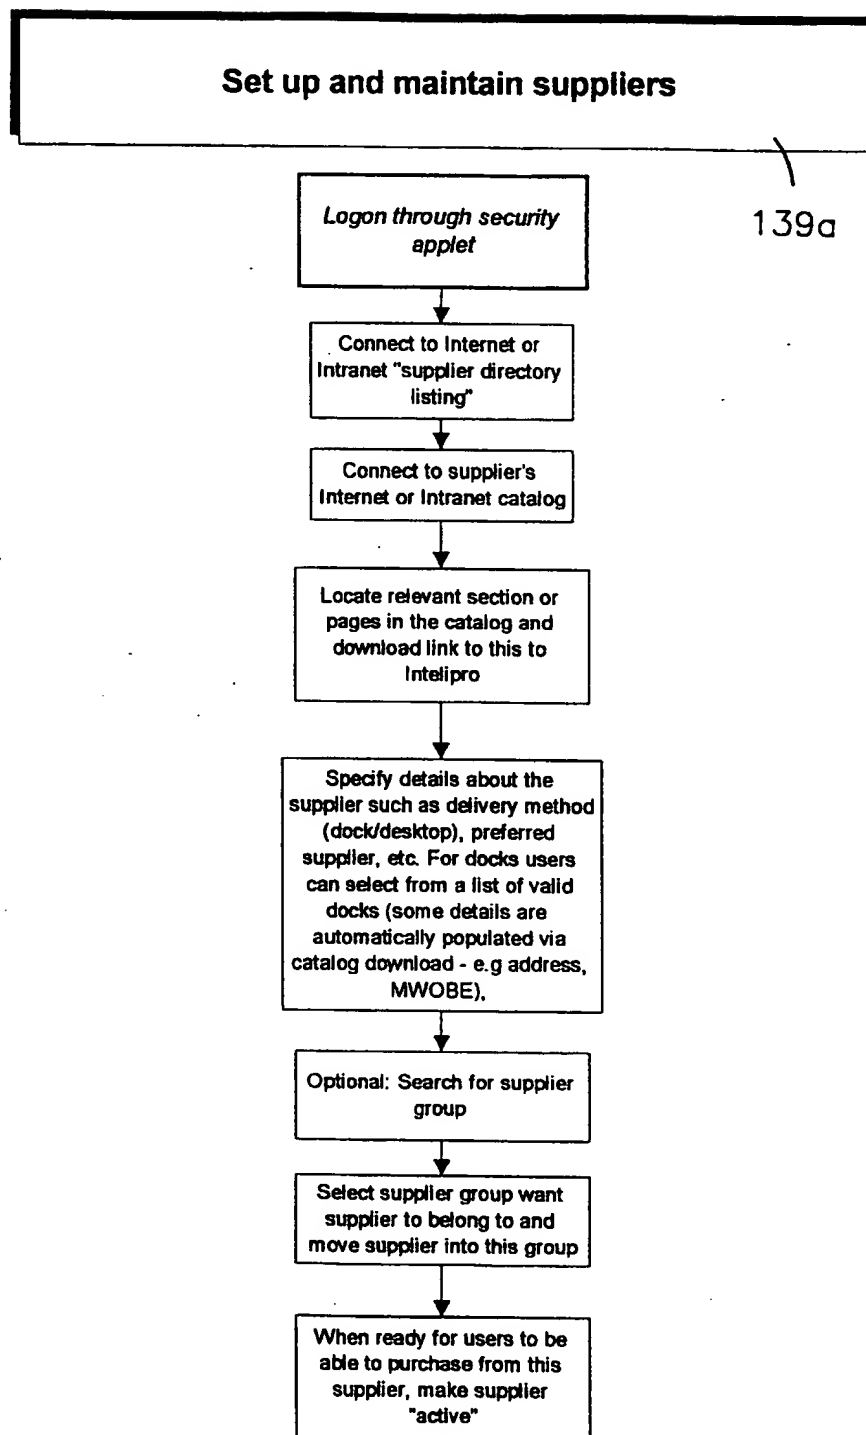 Set up and maintain suppliers
139a
Logon through security
applet
Connect to Internet or
Intranet "supplier directory
listing"
Connect to supplier's
Internet or Intranet catalog
Locate relevant section or
pages in the catalog and
download link to this to
Intelipro
Specify details about the
supplier such as delivery method
(dock/desktop), preferred
supplier, etc. For docks users
can select from a list of valid
docks (some details are
automatically populated via
catalog download - e.g address,
MWOBE),
Optional: Search for supplier
group
Select supplier group want
supplier to belong to and
move supplier into this group
When ready for users to be
able to purchase from this
supplier, make supplier
"active"